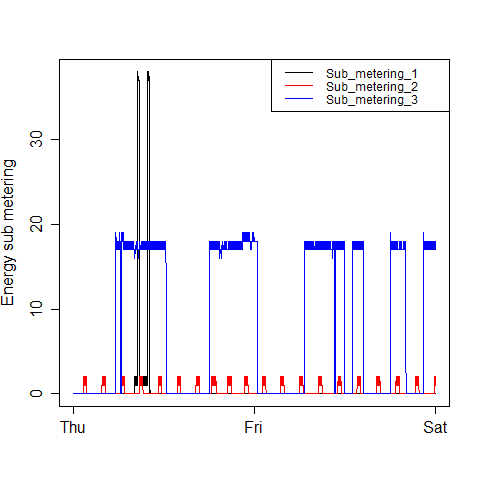 Sub_metering_1
Sub_metering_2
Sub_metering_3
Energy sub metering
30
20
10
0
Thu Fri Sat